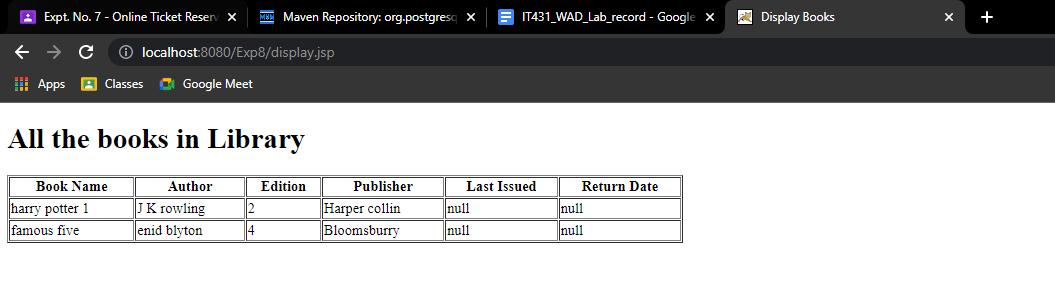 Expt. No. 7 - Online Ticket Reserv
Maven Repository: org.postgresq
IT431_WAD_Lab_record - Google
Display Books
localhost:8080/Exp8/display.jsp
Apps Classes Google Meet
All the books in Library
Book Name Author Edition Publisher Last Issued Return Date
harry potter 1 J K rowling 2 Harper collin null null
famous five enid blyton 4 Bloomsburry null null